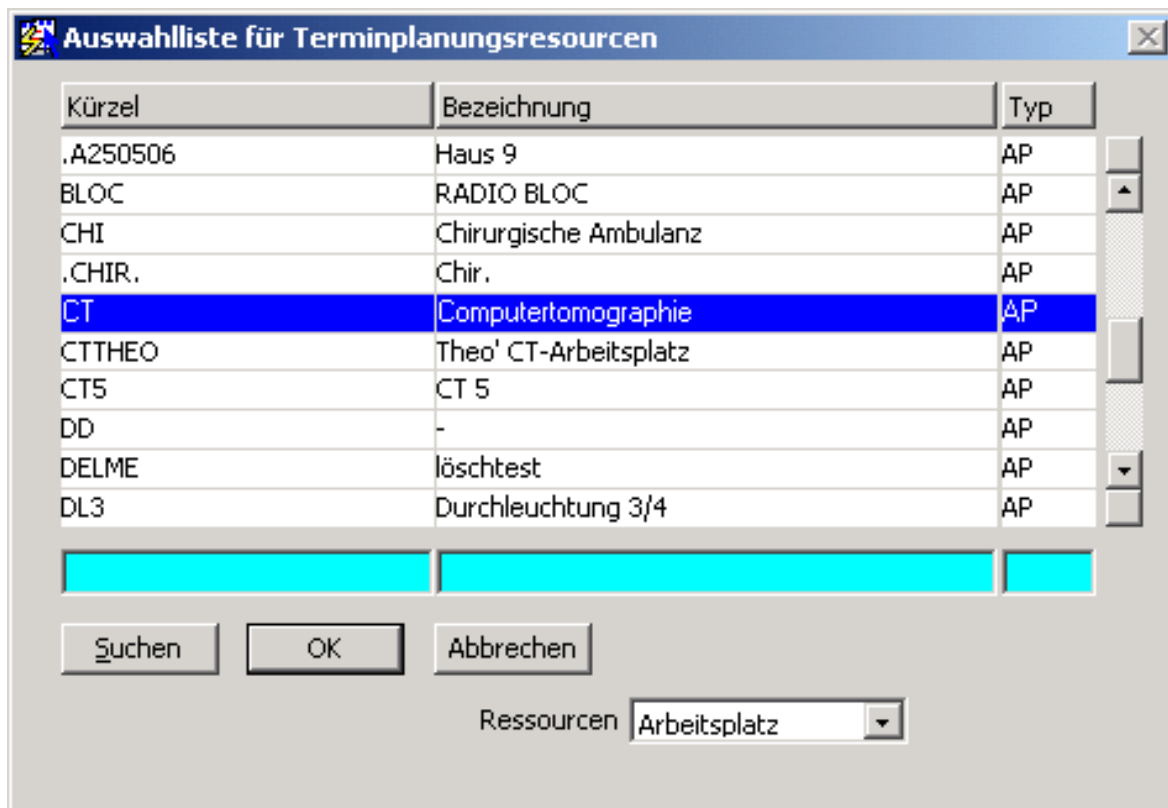 Auswahlliste für Terminplanungsresourcen
Kürzel Bezeichnung Typ
.A250506 Haus 9 AP
BLOC RADIO BLOC AP
CHI Chirurgische Ambulanz AP
.CHIR. Chir. AP
CT Computertomographie AP
CTTHEO Theo' CT-Arbeitsplatz AP
CT5 CT 5 AP
DD - AP
DELME löschtest AP
DL3 Durchleuchtung 3/4 AP
Suchen OK Abbrechen
Ressourcen Arbeitsplatz